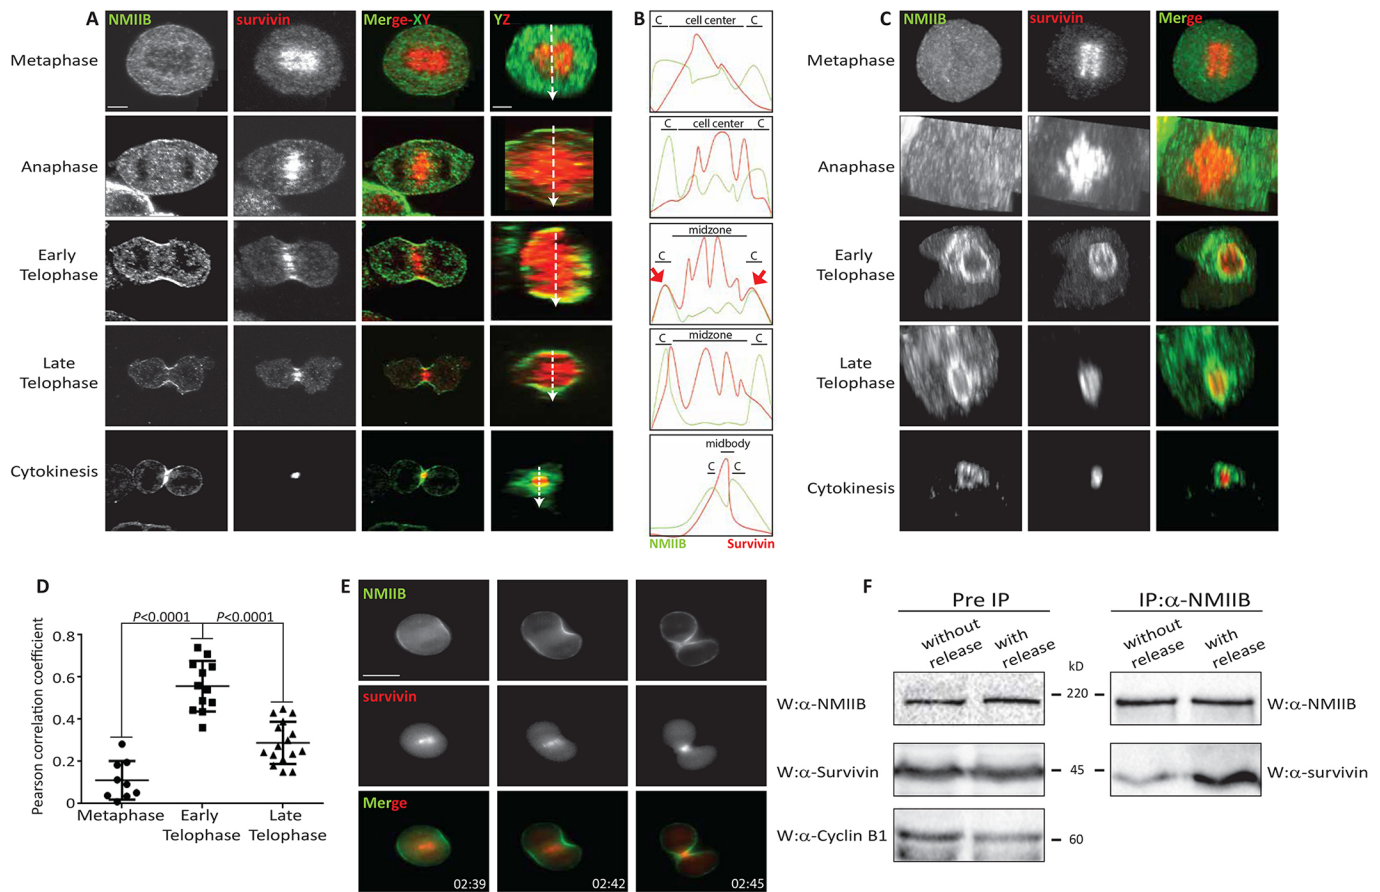 A NMIIB survivin Merge-XY YZ
Metaphase
Anaphase
Early
Telophase
Late
Telophase
Cytokinesis
B
C cell center C
C cell center C
midzone
C C
midzone
C C
midbody
C C
NMIIB Survivin
C NMIIB survivin Merge
Metaphase
Anaphase
Early
Telophase
Late
Telophase
Cytokinesis
D
P<0.0001 P<0.0001
Pearson correlation coefficient
0.8
0.6
0.4
0.2
0
Metaphase Early Late
Telophase Telophase
E
NMIIB
survivin
Merge
02:39 02:42 02:45
F
Pre IP IP:α-NMIIB
without release with release kD without release with release
W:α-NMIIB 220 W:α-NMIIB
W:α-Survivin 45 W:α-survivin
W:α-Cyclin B1 60